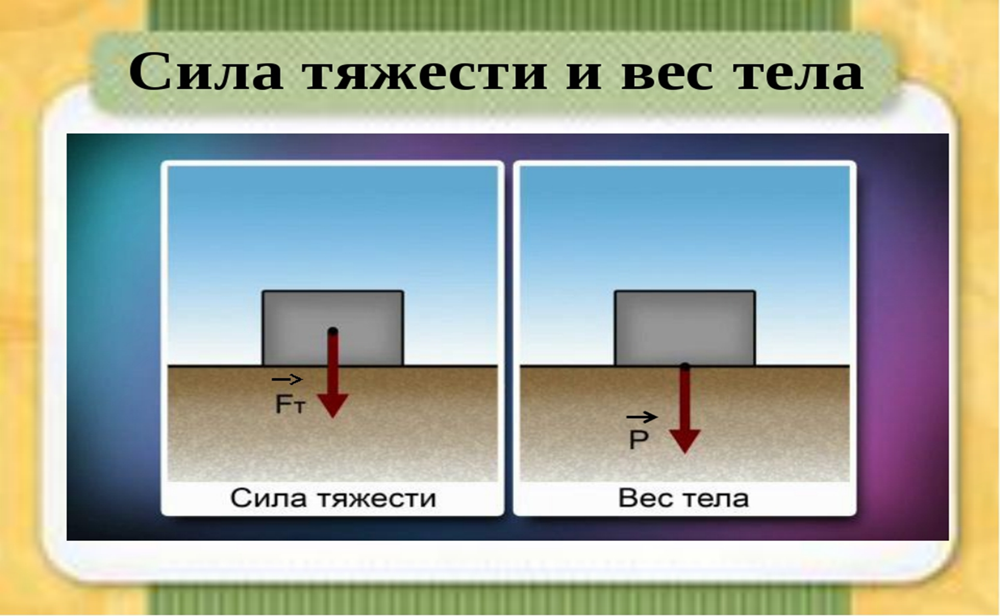 Сила тяжести и вес тела
Fт
P
Сила тяжести
Вес тела